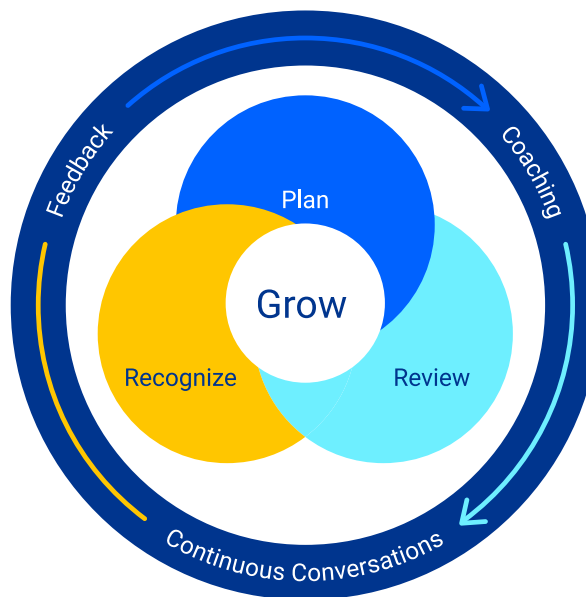 Feedback
Coaching
Plan
Grow
Recognize
Review
Continuous Conversations